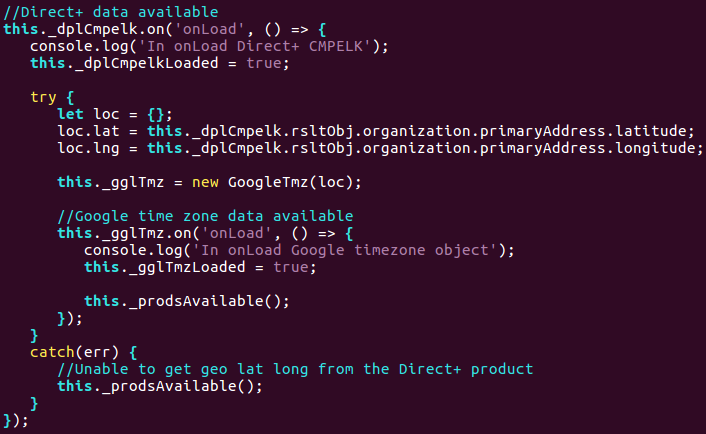 //Direct+ data available
this._dplCmpelk.on('onLoad', () => {
   console.log('In onLoad Direct+ CMPELK');
   this._dplCmpelkLoaded = true;

   try {
      let loc = {};
      loc.lat = this._dplCmpelk.rsltObj.organization.primaryAddress.latitude;
      loc.lng = this._dplCmpelk.rsltObj.organization.primaryAddress.longitude;

      this._gglTmz = new GoogleTmz(loc);

      //Google time zone data available
      this._gglTmz.on('onLoad', () => {
         console.log('In onLoad Google timezone object');
         this._gglTmzLoaded = true;

         this._prodsAvailable();
      });
   }
   catch(err) {
      //Unable to get geo lat long from the Direct+ product
      this._prodsAvailable();
   }
});